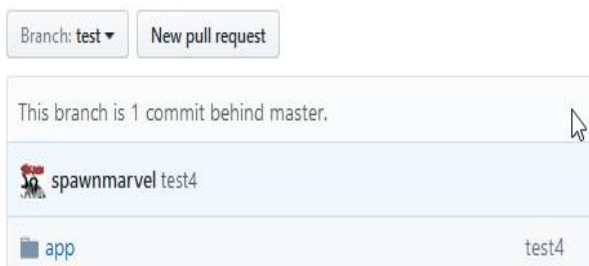 Branch: test New pull request
This branch is 1 commit behind master.
spawnmarvel test4
app test4